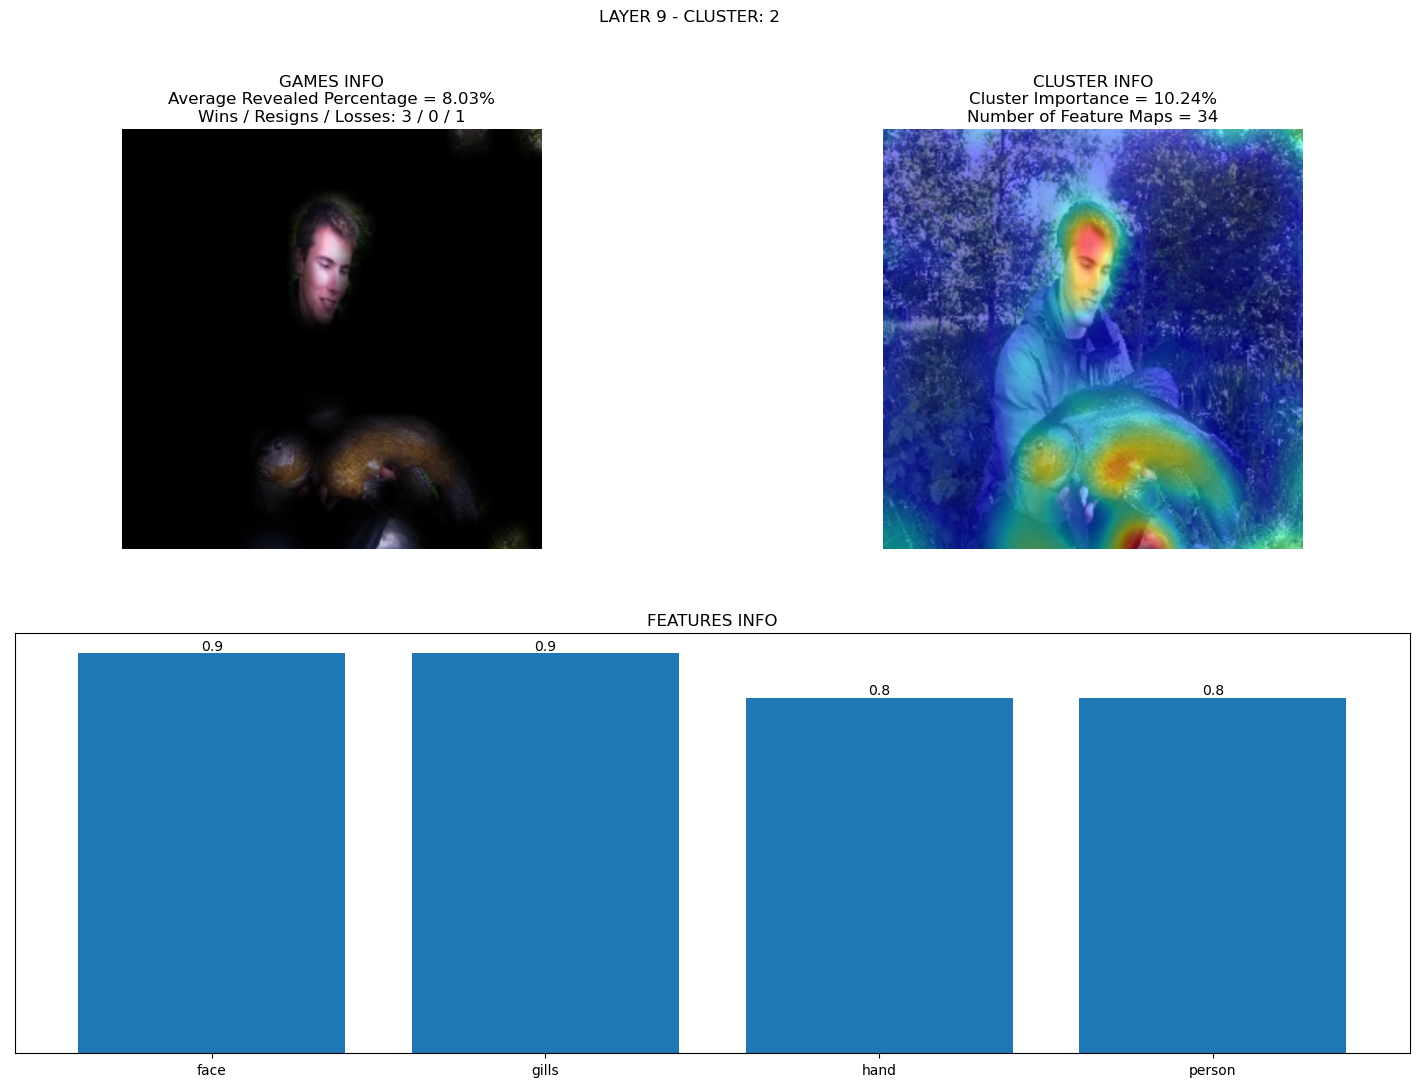 LAYER 9 - CLUSTER: 2
GAMES INFO
Average Revealed Percentage = 8.03%
Wins / Resigns / Losses: 3 / 0 / 1
CLUSTER INFO
Cluster Importance = 10.24%
Number of Feature Maps = 34
FEATURES INFO
0.9
0.9
0.8
0.8
face
gills
hand
person